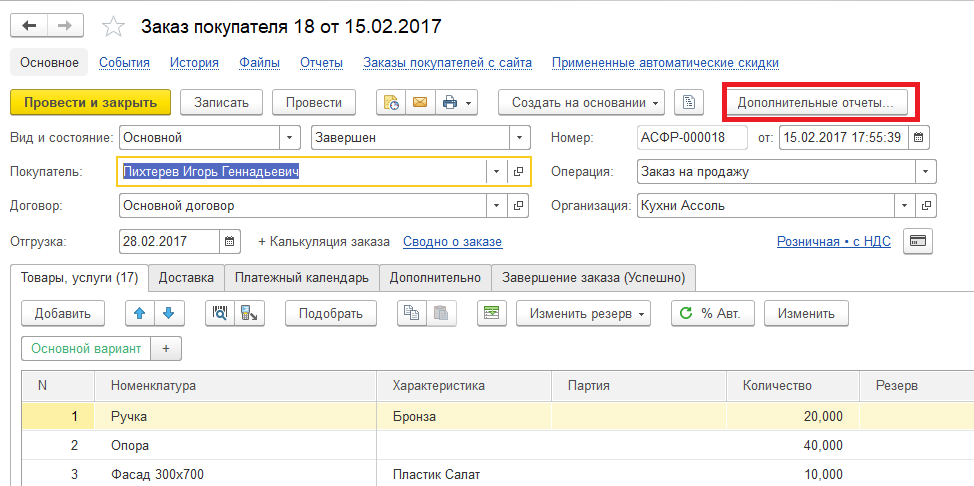 Заказ покупателя 18 от 15.02.2017
Основное События История Файлы Отчеты Заказы покупателей с сайта Примененные автоматические скидки
Провести и закрыть Записать Провести Создать на основании Дополнительные отчеты...
Вид и состояние: Основной Завершен Номер: АСФР-000018 от: 15.02.2017 17:55:39
Покупатель: Пихтерев Игорь Геннадьевич Операция: Заказ на продажу
Договор: Основной договор Организация: Кухни Ассоль
Отгрузка: 28.02.2017 + Калькуляция заказа Сводно о заказе Розничная • с НДС
Товары, услуги (17) Доставка Платежный календарь Дополнительно Завершение заказа (Успешно)
Добавить Подобрать Изменить резерв % Авт. Изменить
Основной вариант +
N Номенклатура Характеристика Партия Количество Резерв
1 Ручка Бронза 20,000
2 Опора 40,000
3 Фасад 300х700 Пластик Салат 10,000